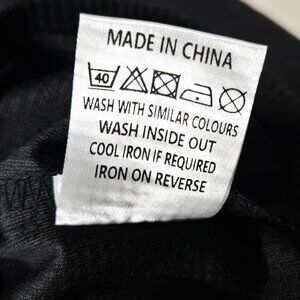 MADE IN CHINA
40
WASH WITH SIMILAR COLOURS
WASH INSIDE OUT
COOL IRON IF REQUIRED
IRON ON REVERSE